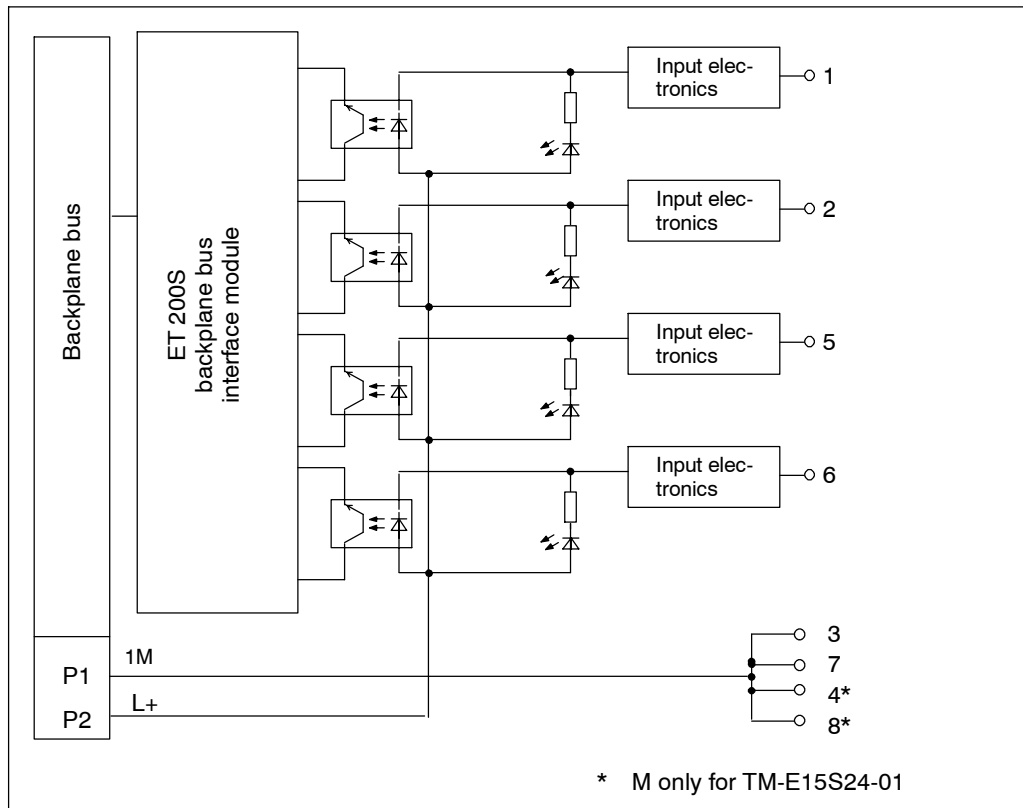 Backplane bus
ET 200S
backplane bus
interface module
Input elec-
tronics
1
Input elec-
tronics
2
Input elec-
tronics
5
Input elec-
tronics
6
P1
1M
P2
L+
3
7
4*
8*
* M only for TM-E15S24-01